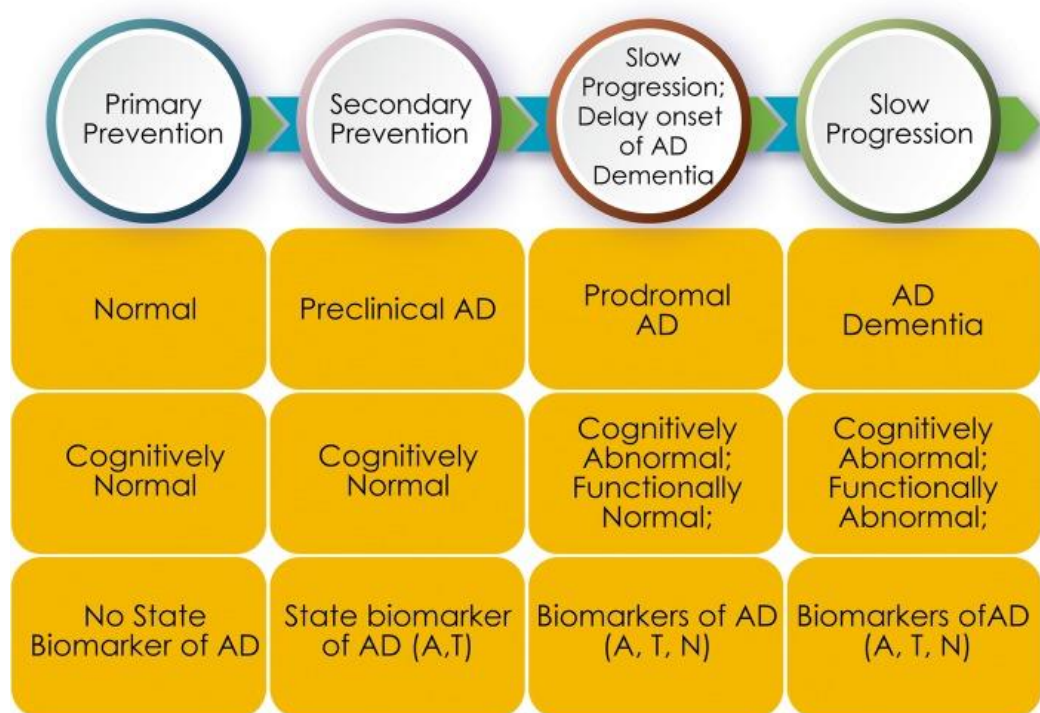 Primary
Prevention
Secondary
Prevention
Slow
Progression;
Delay onset
of AD
Dementia
Slow
Progression
Normal
Preclinical AD
Prodromal
AD
AD
Dementia
Cognitively
Normal
Cognitively
Normal
Cognitively
Abnormal;
Functionally
Normal;
Cognitively
Abnormal;
Functionally
Abnormal;
No State
Biomarker of AD
State biomarker
of AD (A,T)
Biomarkers of AD
(A, T, N)
Biomarkers ofAD
(A, T, N)